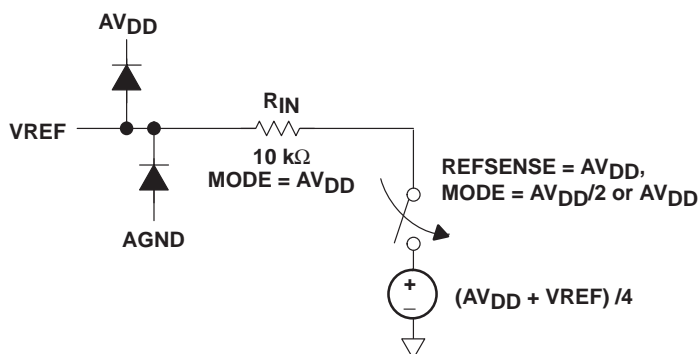 AVDD
VREF
RIN
10 kΩ
MODE = AVDD
AGND
REFSENSE = AVDD,
MODE = AVDD/2 or AVDD
+
–
(AVDD + VREF) /4